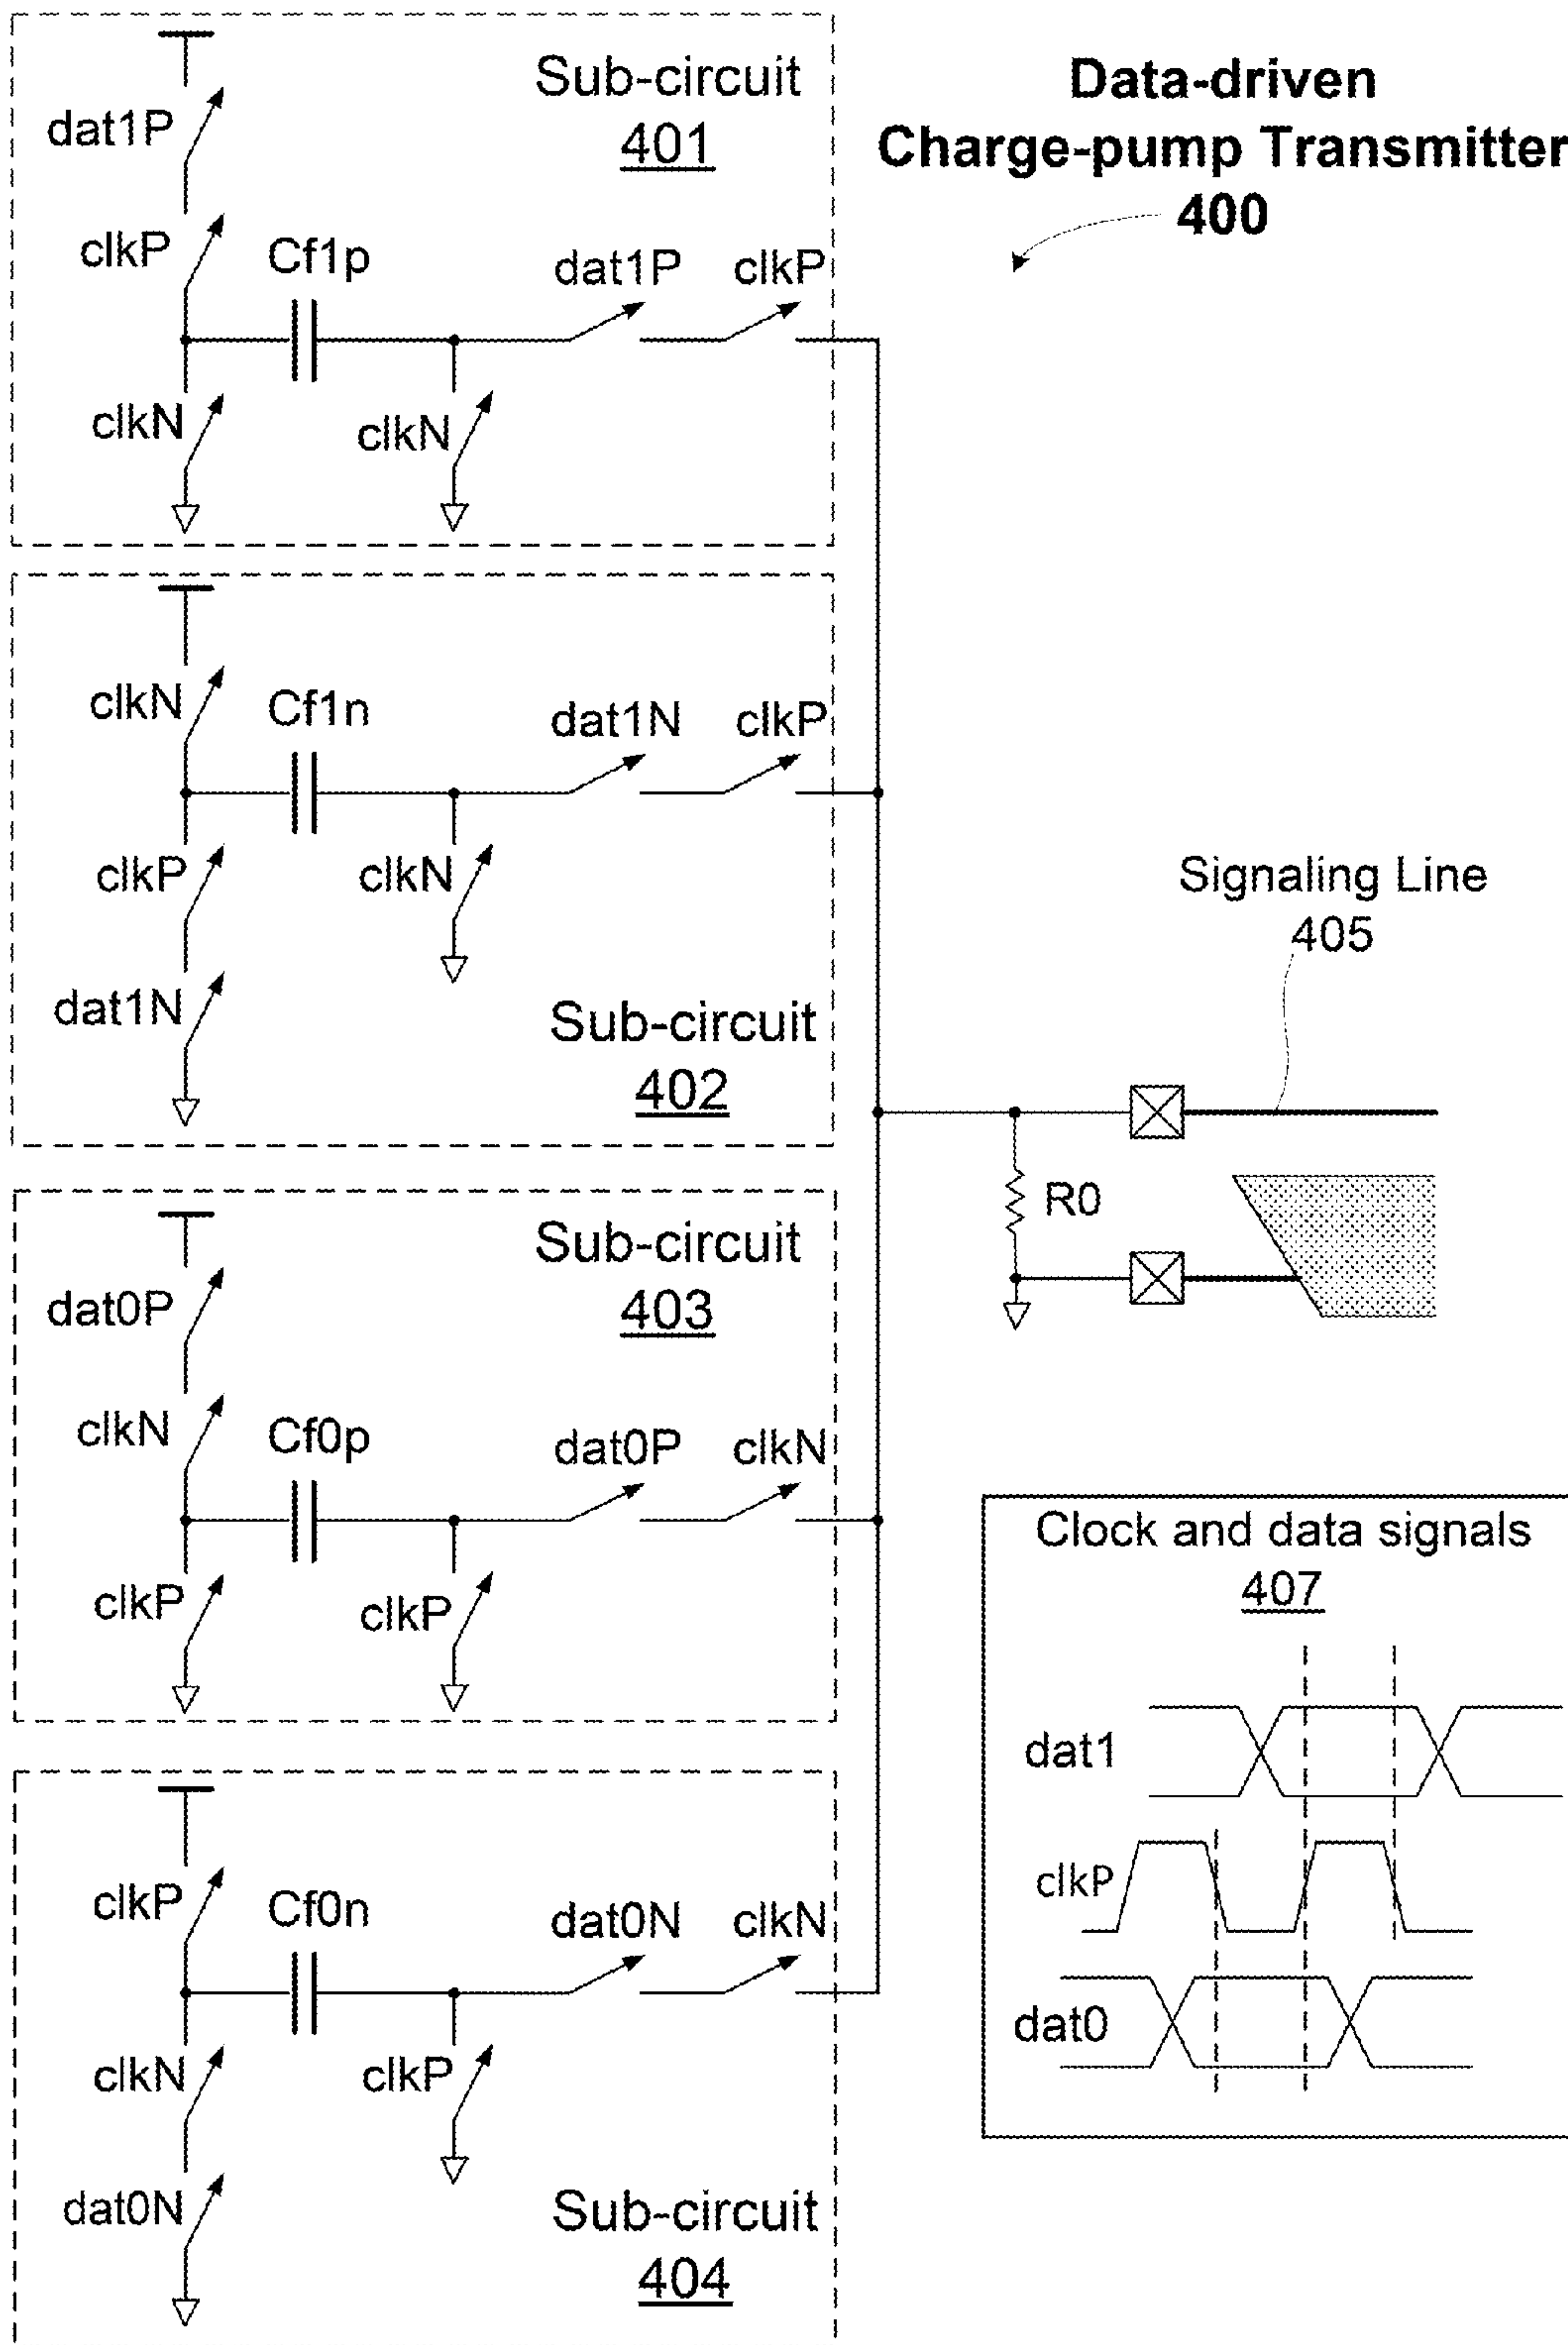 Data-driven
Charge-pump Transmitter
400
Sub-circuit
401
dat1P
clkP
Cf1p
dat1P
clkP
clkN
clkN
clkN
Cf1n
dat1N
clkP
clkP
clkN
dat1N
Sub-circuit
402
Signaling Line
405
R0
Sub-circuit
403
dat0P
clkN
Cf0p
dat0P
clkN
clkP
clkP
Clock and data signals
407
dat1
clkP
dat0
clkP
Cf0n
dat0N
clkN
clkN
clkP
dat0N
Sub-circuit
404